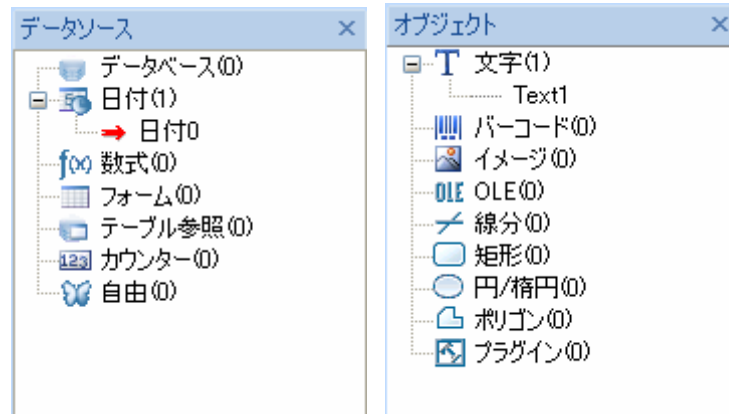 データソース
データベース(0)
日付(1)
日付0
数式(0)
フォーム(0)
テーブル参照(0)
カウンター(0)
自由(0)
オブジェクト
文字(1)
Text1
バーコード(0)
イメージ(0)
OLE(0)
線分(0)
矩形(0)
円/楕円(0)
ポリゴン(0)
プラグイン(0)